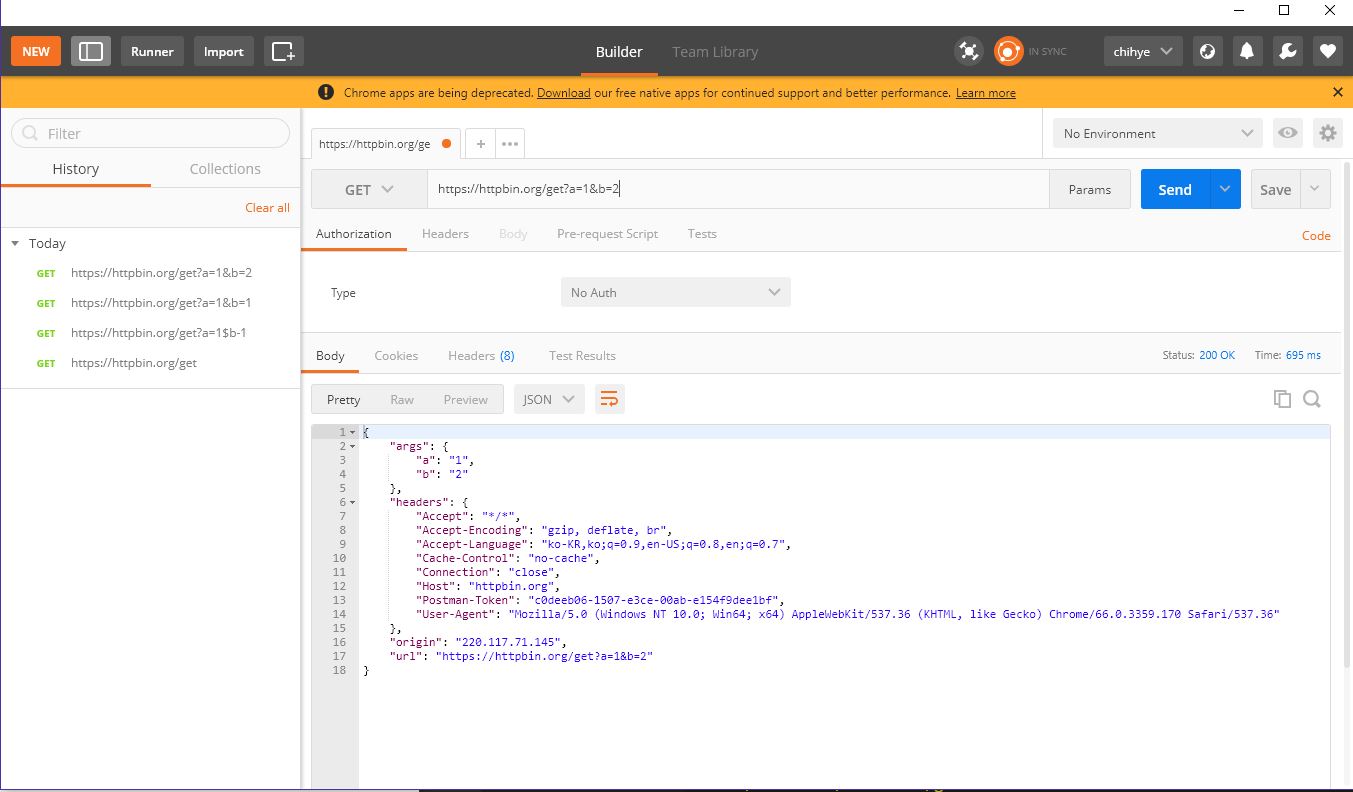 NEW Runner Import Builder Team Library IN SYNC chihye
Chrome apps are being deprecated. Download our free native apps for continued support and better performance. Learn more
Filter
History Collections
Clear all
Today
GET https://httpbin.org/get?a=1&b=2
GET https://httpbin.org/get?a=1&b=1
GET https://httpbin.org/get?a=1$b-1
GET https://httpbin.org/get
https://httpbin.org/ge
No Environment
GET https://httpbin.org/get?a=1&b=2 Params Send Save
Authorization Headers Body Pre-request Script Tests Code
Type No Auth
Body Cookies Headers (8) Test Results Status: 200 OK Time: 695 ms
Pretty Raw Preview JSON
1 {
2 "args": {
3 "a": "1",
4 "b": "2"
5 },
6 "headers": {
7 "Accept": "*/*",
8 "Accept-Encoding": "gzip, deflate, br",
9 "Accept-Language": "ko-KR,ko;q=0.9,en-US;q=0.8,en;q=0.7",
10 "Cache-Control": "no-cache",
11 "Connection": "close",
12 "Host": "httpbin.org",
13 "Postman-Token": "c0deeb06-1507-e3ce-00ab-e154f9dee1bf",
14 "User-Agent": "Mozilla/5.0 (Windows NT 10.0; Win64; x64) AppleWebKit/537.36 (KHTML, like Gecko) Chrome/66.0.3359.170 Safari/537.36"
15 },
16 "origin": "220.117.71.145",
17 "url": "https://httpbin.org/get?a=1&b=2"
18 }